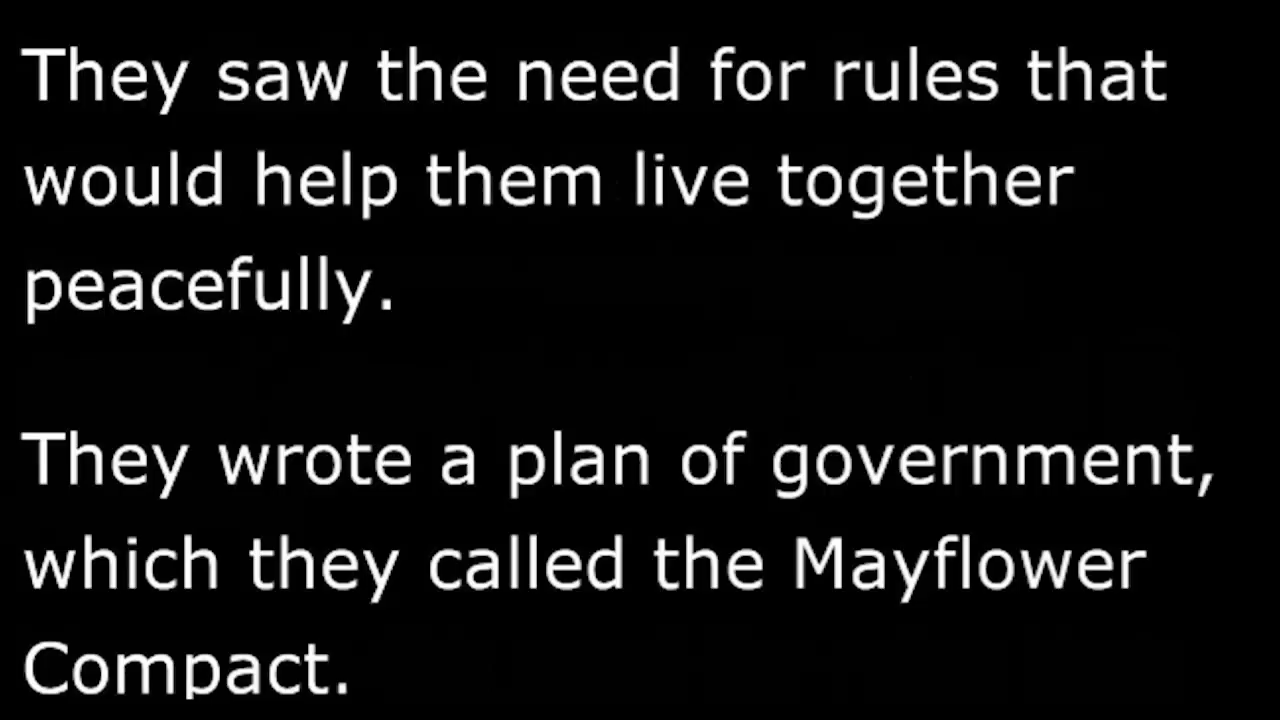 They saw the need for rules that
would help them live together
peacefully.
They wrote a plan of government,
which they called the Mayflower
Compact.